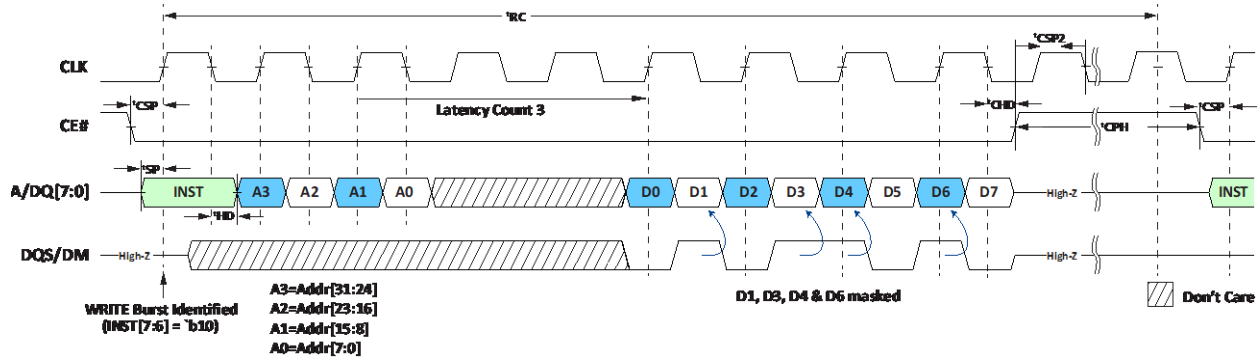 tRC
tCSP2
CLK
tCSP
Latency Count 3
tCHD
tCSP
CE#
tCPH
tSP
A/DQ[7:0]
INST
A3
A2
A1
A0
D0
D1
D2
D3
D4
D5
D6
D7
High-Z
INST
tHD
DQS/DM
High-Z
High-Z
WRITE Burst Identified
(INST[7:6] = `b10)
A3=Addr[31:24]
A2=Addr[23:16]
A1=Addr[15:8]
A0=Addr[7:0]
D1, D3, D4 & D6 masked
Don't Care